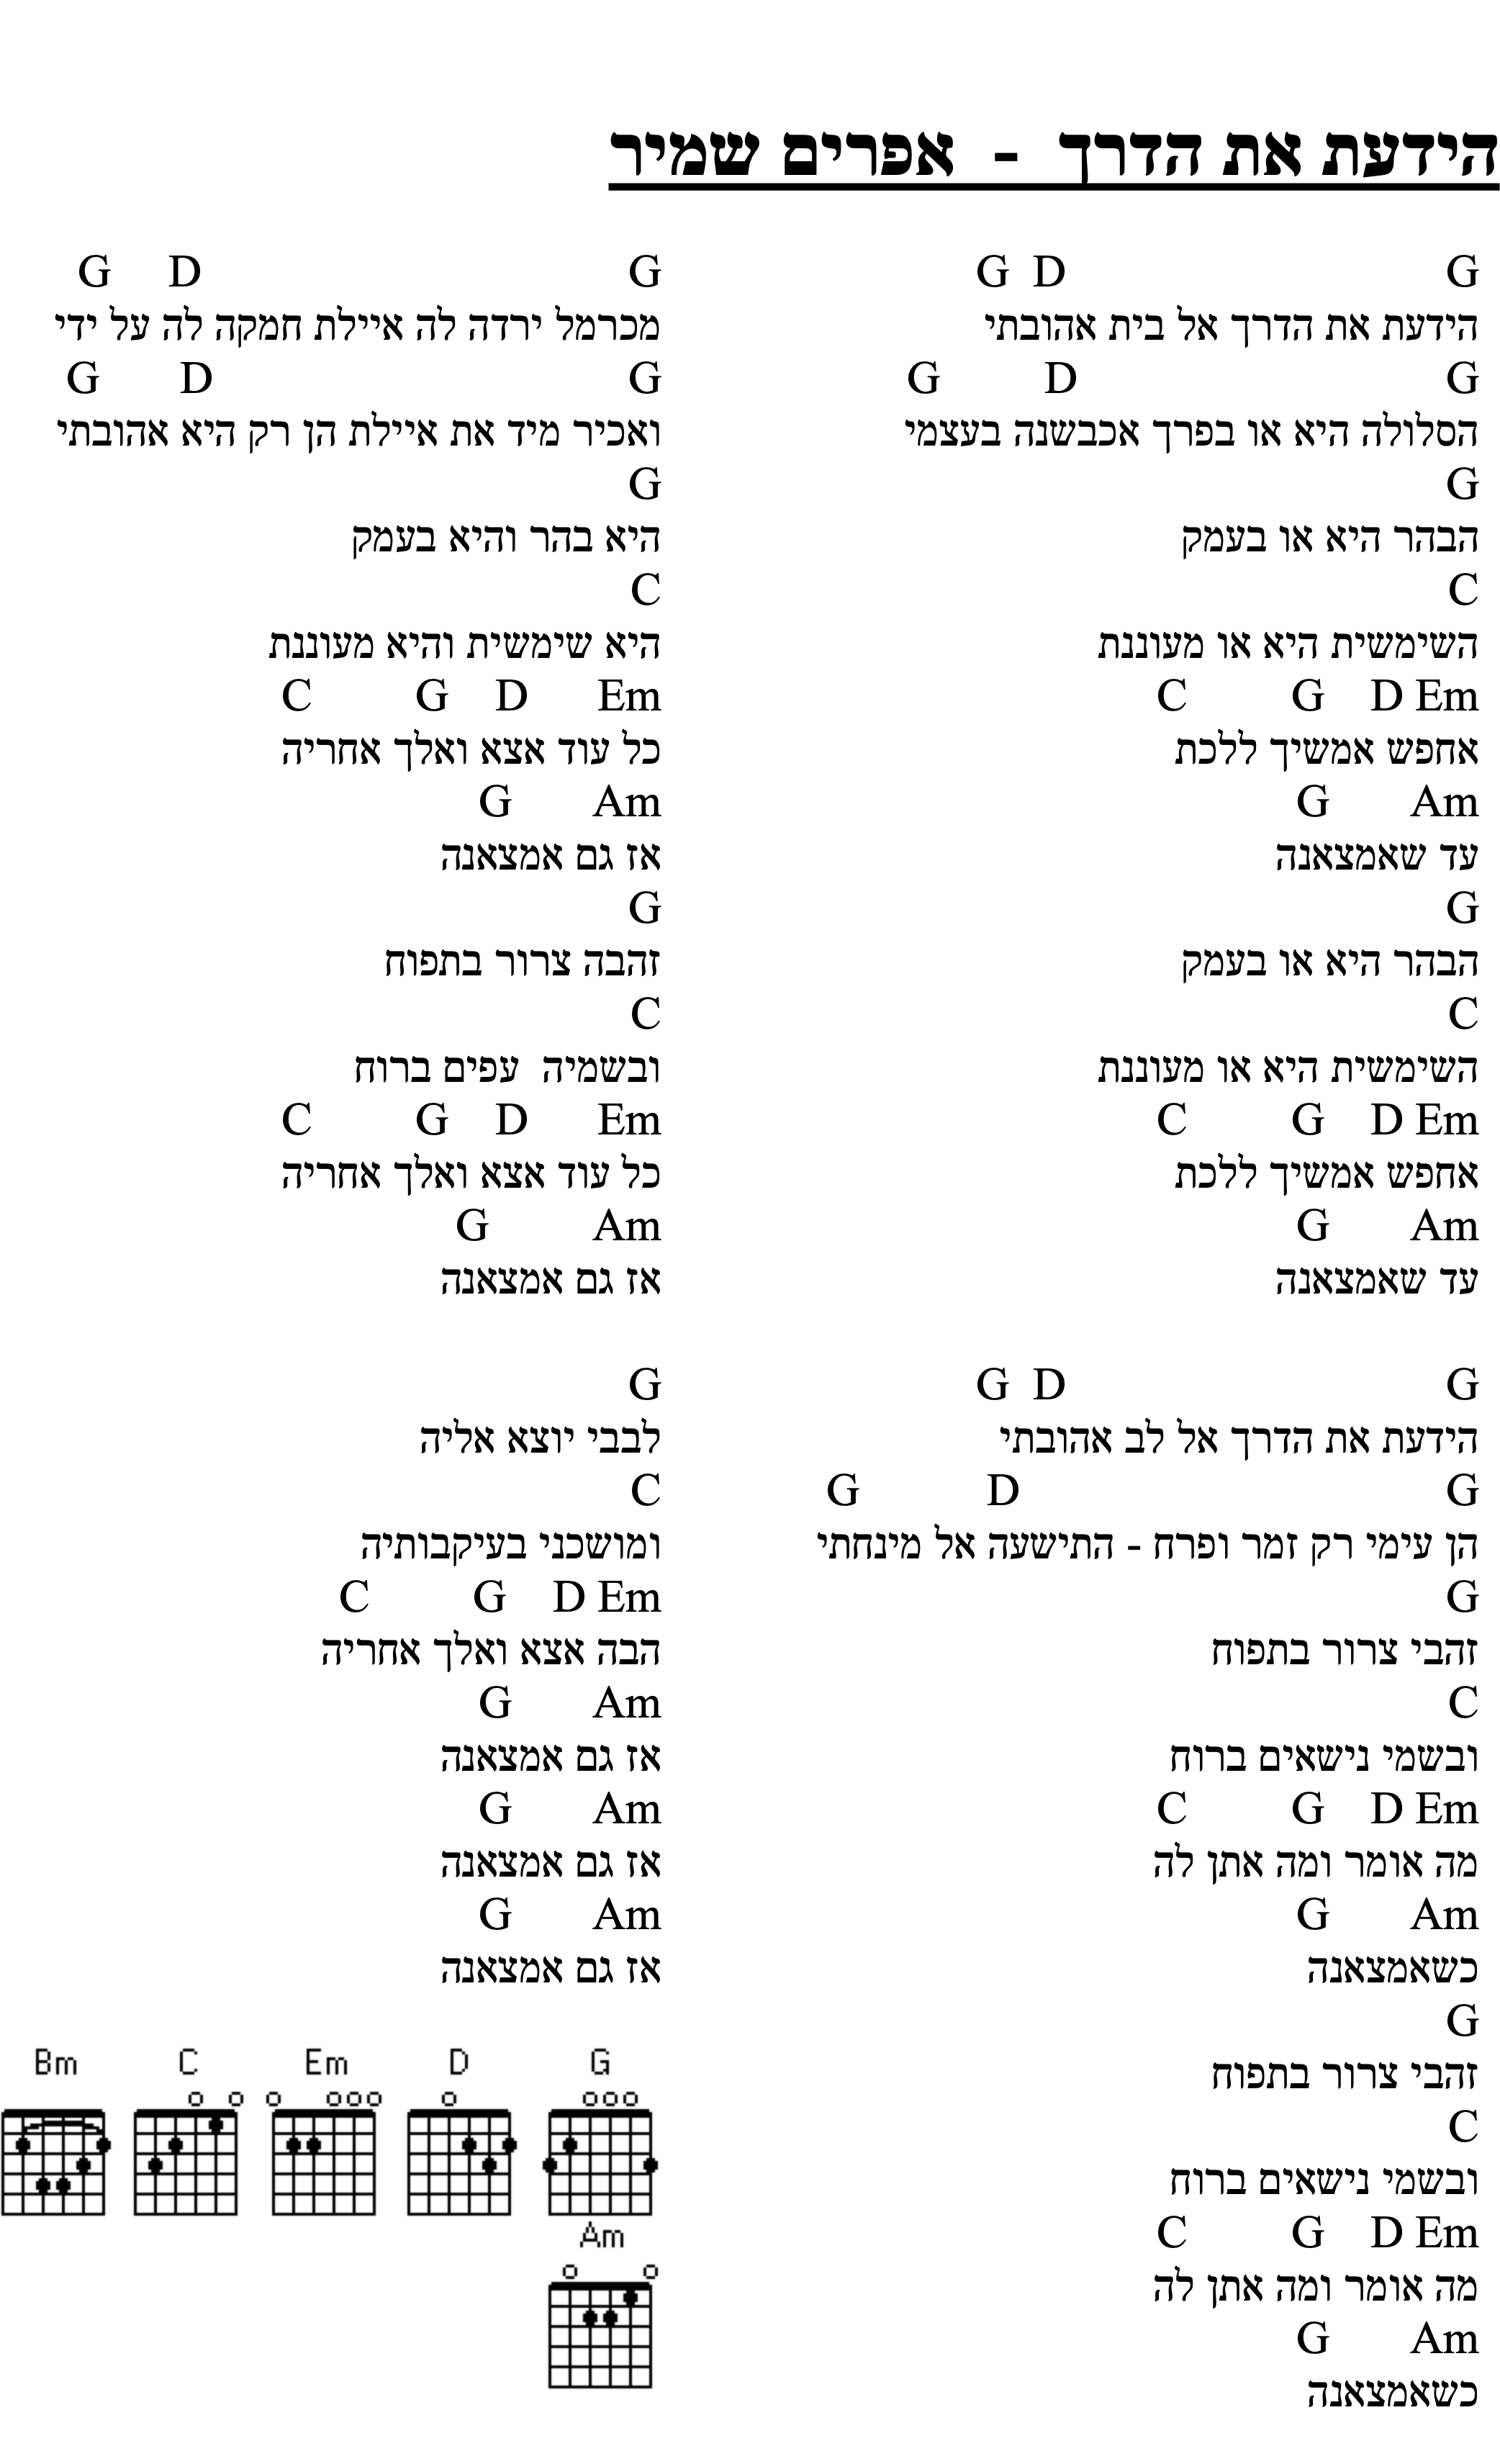 הידעת את הדרך - אפרים שמיר
G D G
הידעת את הדרך אל בית אהובתי
G D G
הסלולה היא או בפרך אכבשנה בעצמי
G
הבהר היא או בעמק
C
השימשית היא או מעוננת
C G D Em
אחפש אמשיך ללכת
G Am
עד שאמצאנה
G
הבהר היא או בעמק
C
השימשית היא או מעוננת
C G D Em
אחפש אמשיך ללכת
G Am
עד שאמצאנה
G D G
הידעת את הדרך אל לב אהובתי
G D G
הן עימי רק זמר ופרח - התישעה אל מינחתי
G
זהבי צרור בתפוח
C
ובשמי נישאים ברוח
C G D Em
מה אומר ומה אתן לה
G Am
כשאמצאנה
G
זהבי צרור בתפוח
C
ובשמי נישאים ברוח
C G D Em
מה אומר ומה אתן לה
G Am
כשאמצאנה
G D G
מכרמל ירדה לה איילת חמקה לה על ידי
G D G
ואכיר מיד את איילת הן רק היא אהובתי
G
היא בהר והיא בעמק
C
היא שימשית והיא מעוננת
C G D Em
כל עוד אצא ואלך אחריה
G Am
אז גם אמצאנה
G
זהבה צרור בתפוח
C
ובשמיה עפים ברוח
C G D Em
כל עוד אצא ואלך אחריה
G Am
אז גם אמצאנה
G
לבבי יוצא אליה
C
ומושכני בעיקבותיה
C G D Em
הבה אצא ואלך אחריה
G Am
אז גם אמצאנה
G Am
אז גם אמצאנה
G Am
אז גם אמצאנה
Bm C Em D G
Am